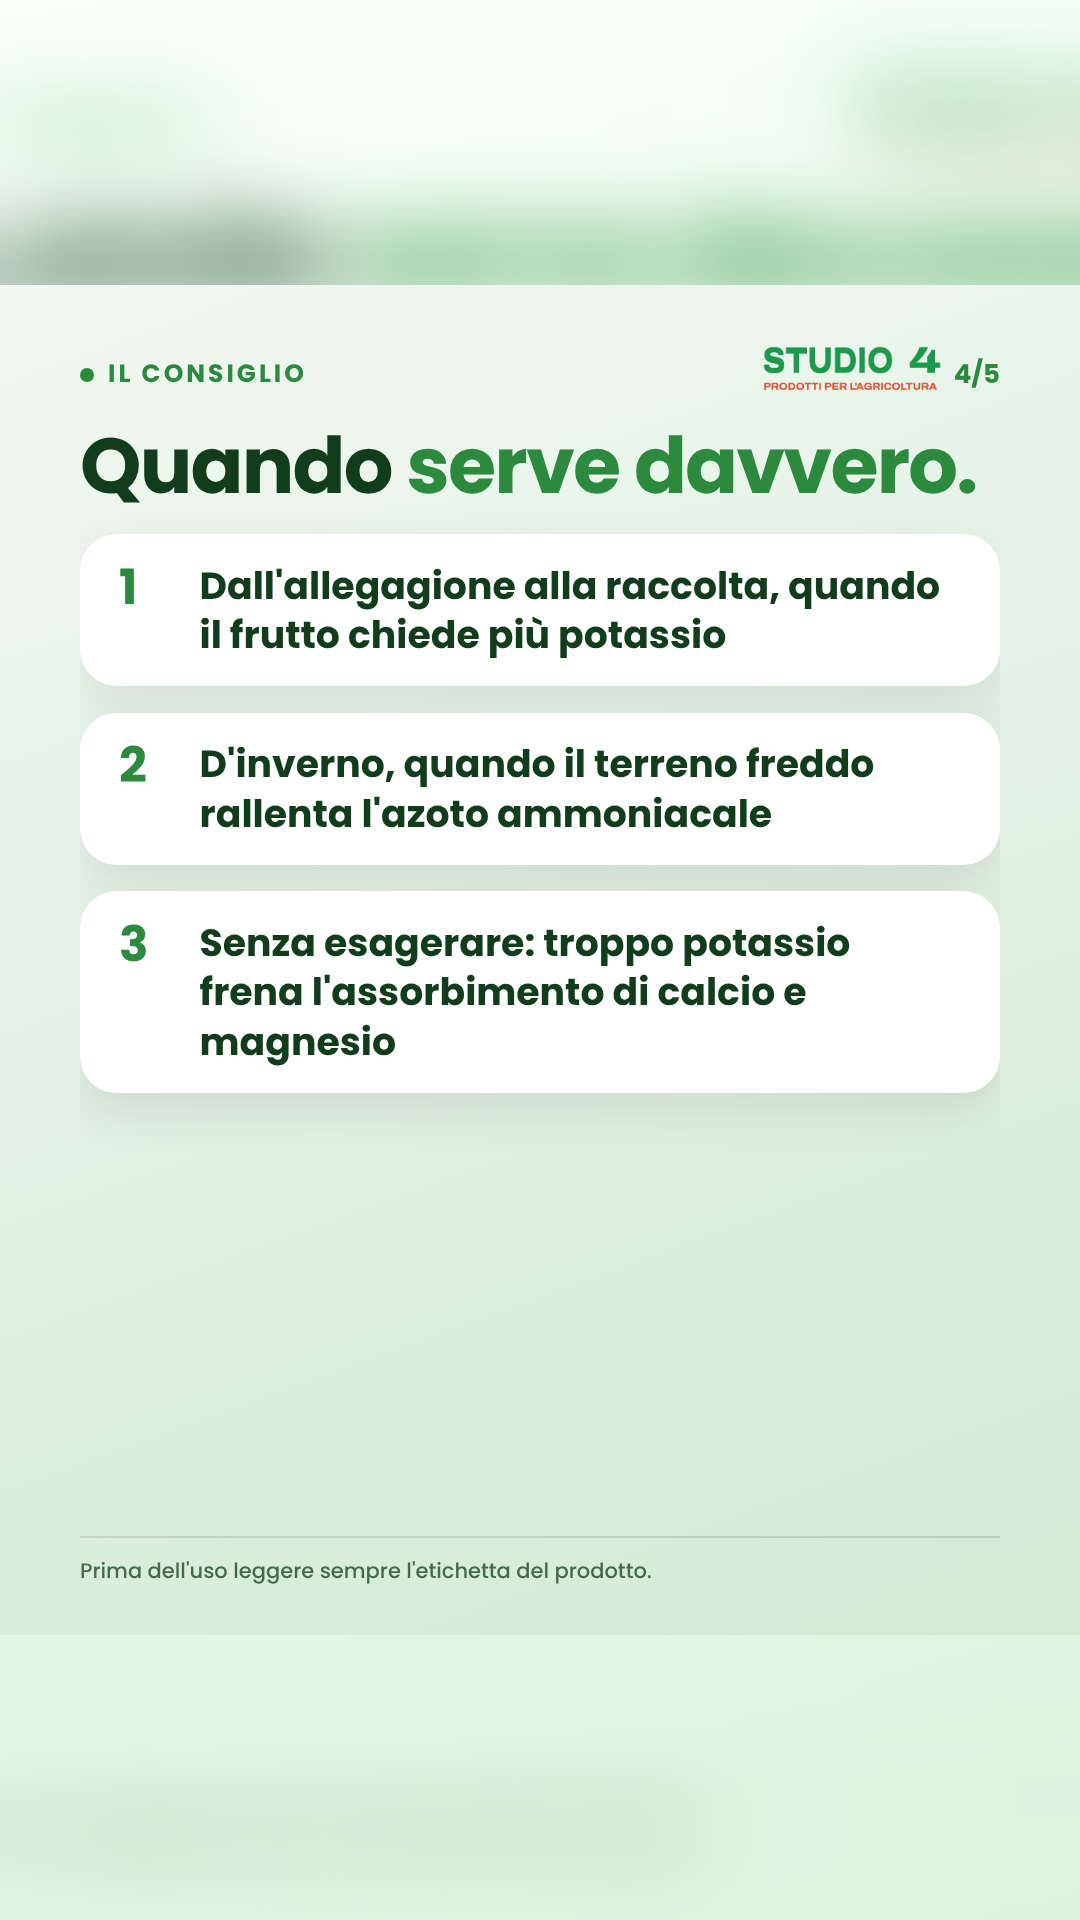 IL CONSIGLIO
STUDIO 4
PRODOTTI PER L'AGRICOLTURA
4/5
Quando serve davvero.
1
Dall'allegagione alla raccolta, quando
il frutto chiede più potassio
2
D'inverno, quando il terreno freddo
rallenta l'azoto ammoniacale
3
Senza esagerare: troppo potassio
frena l'assorbimento di calcio e
magnesio
Prima dell'uso leggere sempre l'etichetta del prodotto.